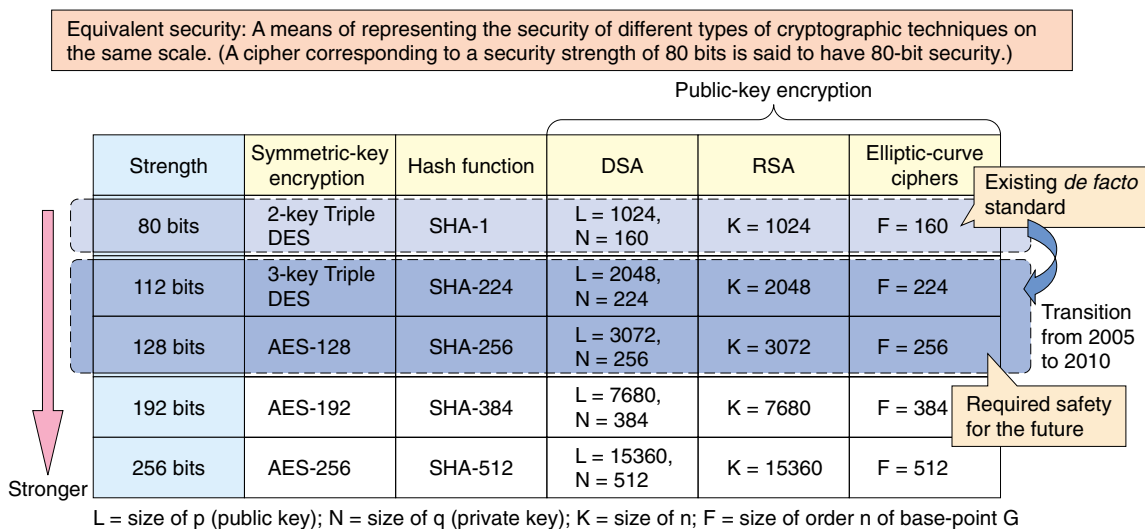 Equivalent security: A means of representing the security of different types of cryptographic techniques on
the same scale. (A cipher corresponding to a security strength of 80 bits is said to have 80-bit security.)
Public-key encryption
Strength
Symmetric-key
encryption
Hash function
DSA
RSA
Elliptic-curve
ciphers
Existing de facto
standard
80 bits
2-key Triple
DES
SHA-1
L = 1024,
N = 160
K = 1024
F = 160
112 bits
3-key Triple
DES
SHA-224
L = 2048,
N = 224
K = 2048
F = 224
Transition
from 2005
to 2010
128 bits
AES-128
SHA-256
L = 3072,
N = 256
K = 3072
F = 256
192 bits
AES-192
SHA-384
L = 7680,
N = 384
K = 7680
F = 384
Required safety
for the future
256 bits
AES-256
SHA-512
L = 15360,
N = 512
K = 15360
F = 512
Stronger
L = size of p (public key); N = size of q (private key); K = size of n; F = size of order n of base-point G